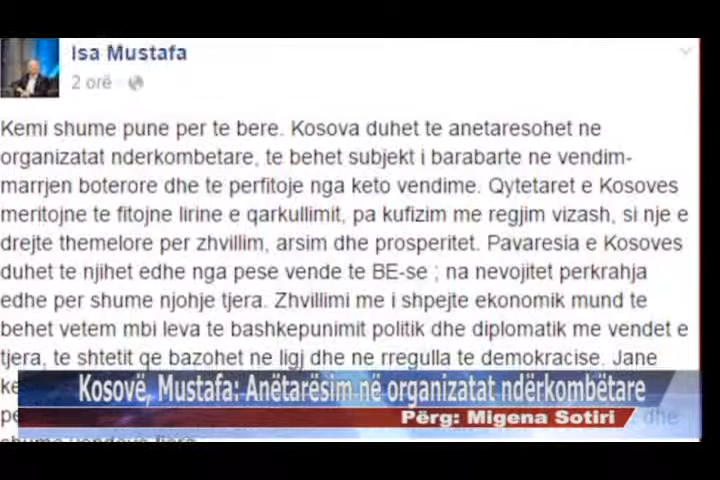 Isa Mustafa
2 orë
Kemi shume pune per te bere. Kosova duhet te anetaresohet ne
organizatat nderkombetare, te behet subjekt i barabarte ne vendim-
marrjen boterore dhe te perfitoje nga keto vendime. Qytetaret e Kosoves
meritojne te fitojne lirine e qarkullimit, pa kufizim me regjim vizash, si nje e
drejte themelore per zhvillim, arsim dhe prosperitet. Pavaresia e Kosoves
duhet te njihet edhe nga pese vende te BE-se ; na nevojitet perkrahja
edhe per shume njohje tjera. Zhvillimi me i shpejte ekonomik mund te
behet vetem mbi leva te bashkepunimit politik dhe diplomatik me vendet e
tjera, te shtetit qe bazohet ne ligj dhe ne rregulla te demokracise. Jane
Kosovë, Mustafa: Anëtarësim në organizatat ndërkombëtare
Përg: Migena Sotiri
dhe